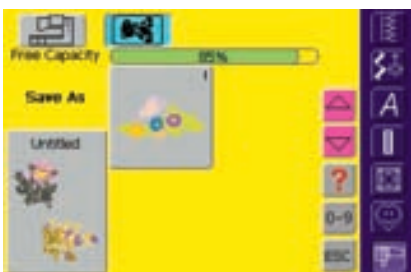 Free Capacity
85%
Save As
1
Untitled
A
?
0-9
ESC